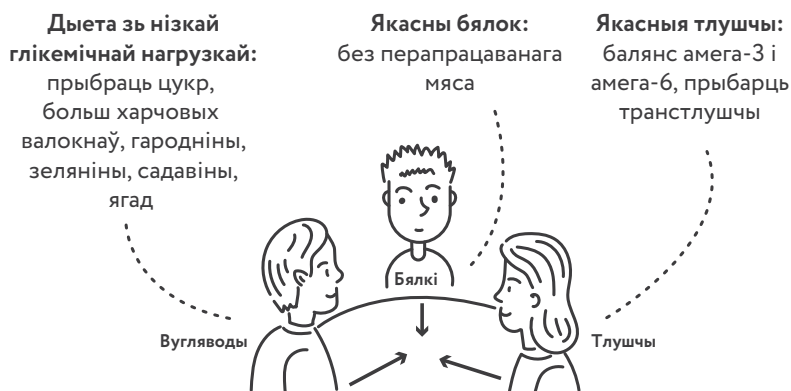 Дыета зь нізкай
глікемічнай нагрузкай:
прыбраць цукр,
больш харчовых
валокнаў, гародніны,
зеляніны, садавіны,
ягад
Якасны бялок:
без перапрацаванага
мяса
Якасныя тлушчы:
балянс амега-3 і
амега-6, прыбарць
транстлушчы
Бялкі
Вугляводы
Тлушчы